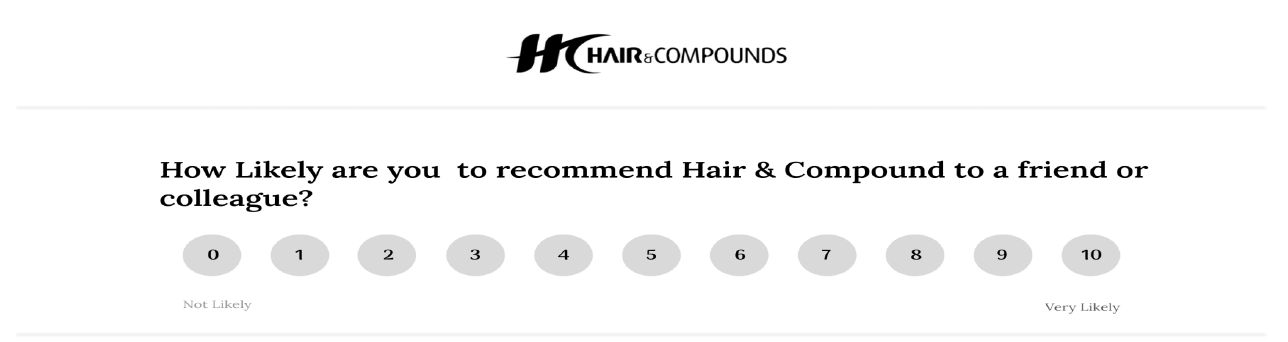 HC HAIR&COMPOUNDS
How Likely are you to recommend Hair & Compound to a friend or
colleague?
0 1 2 3 4 5 6 7 8 9 10
Not Likely Very Likely